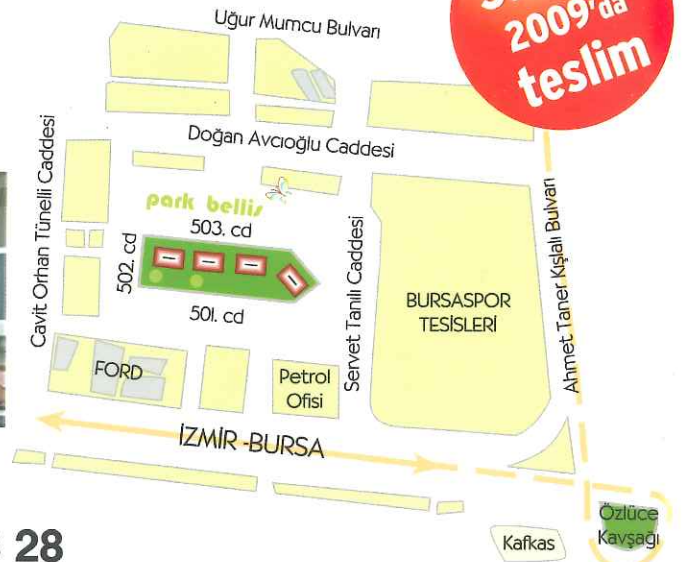 Uğur Mumcu Bulvarı
2009'da
teslim
Doğan Avcıoğlu Caddesi
Cavit Orhan Tünelli Caddesi
park bellis
503. cd
502. cd
501. cd
Servet Tanilli Caddesi
BURSASPOR
TESİSLERİ
Ahmet Taner Kışlalı Bulvarı
FORD
Petrol
Ofisi
İZMİR -BURSA
Özlüce
Kavşağı
Kafkas
28